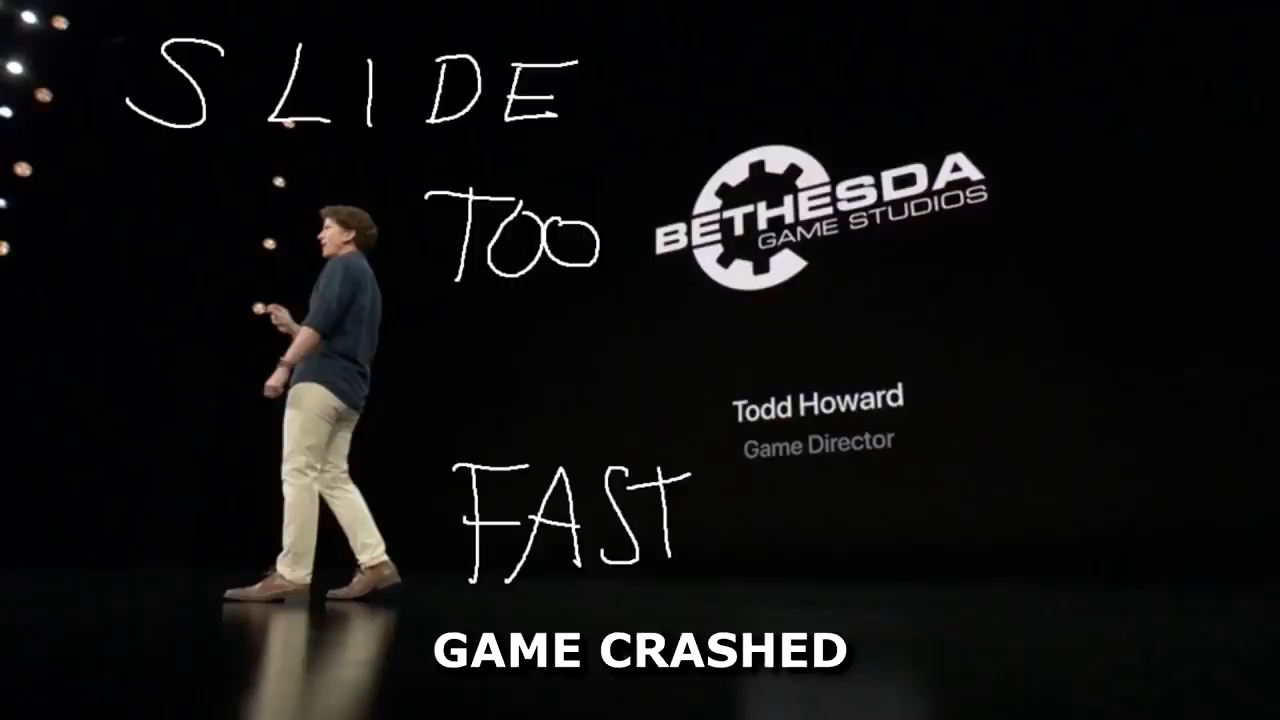 SLIDE
TOO
BETHESDA
GAME STUDIOS
Todd Howard
Game Director
FAST
GAME CRASHED